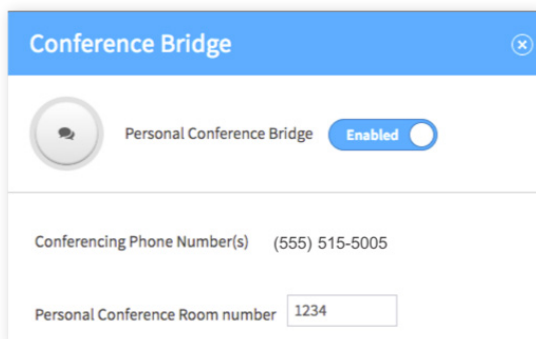 Conference Bridge
Personal Conference Bridge Enabled
Conferencing Phone Number(s) (555) 515-5005
Personal Conference Room number 1234